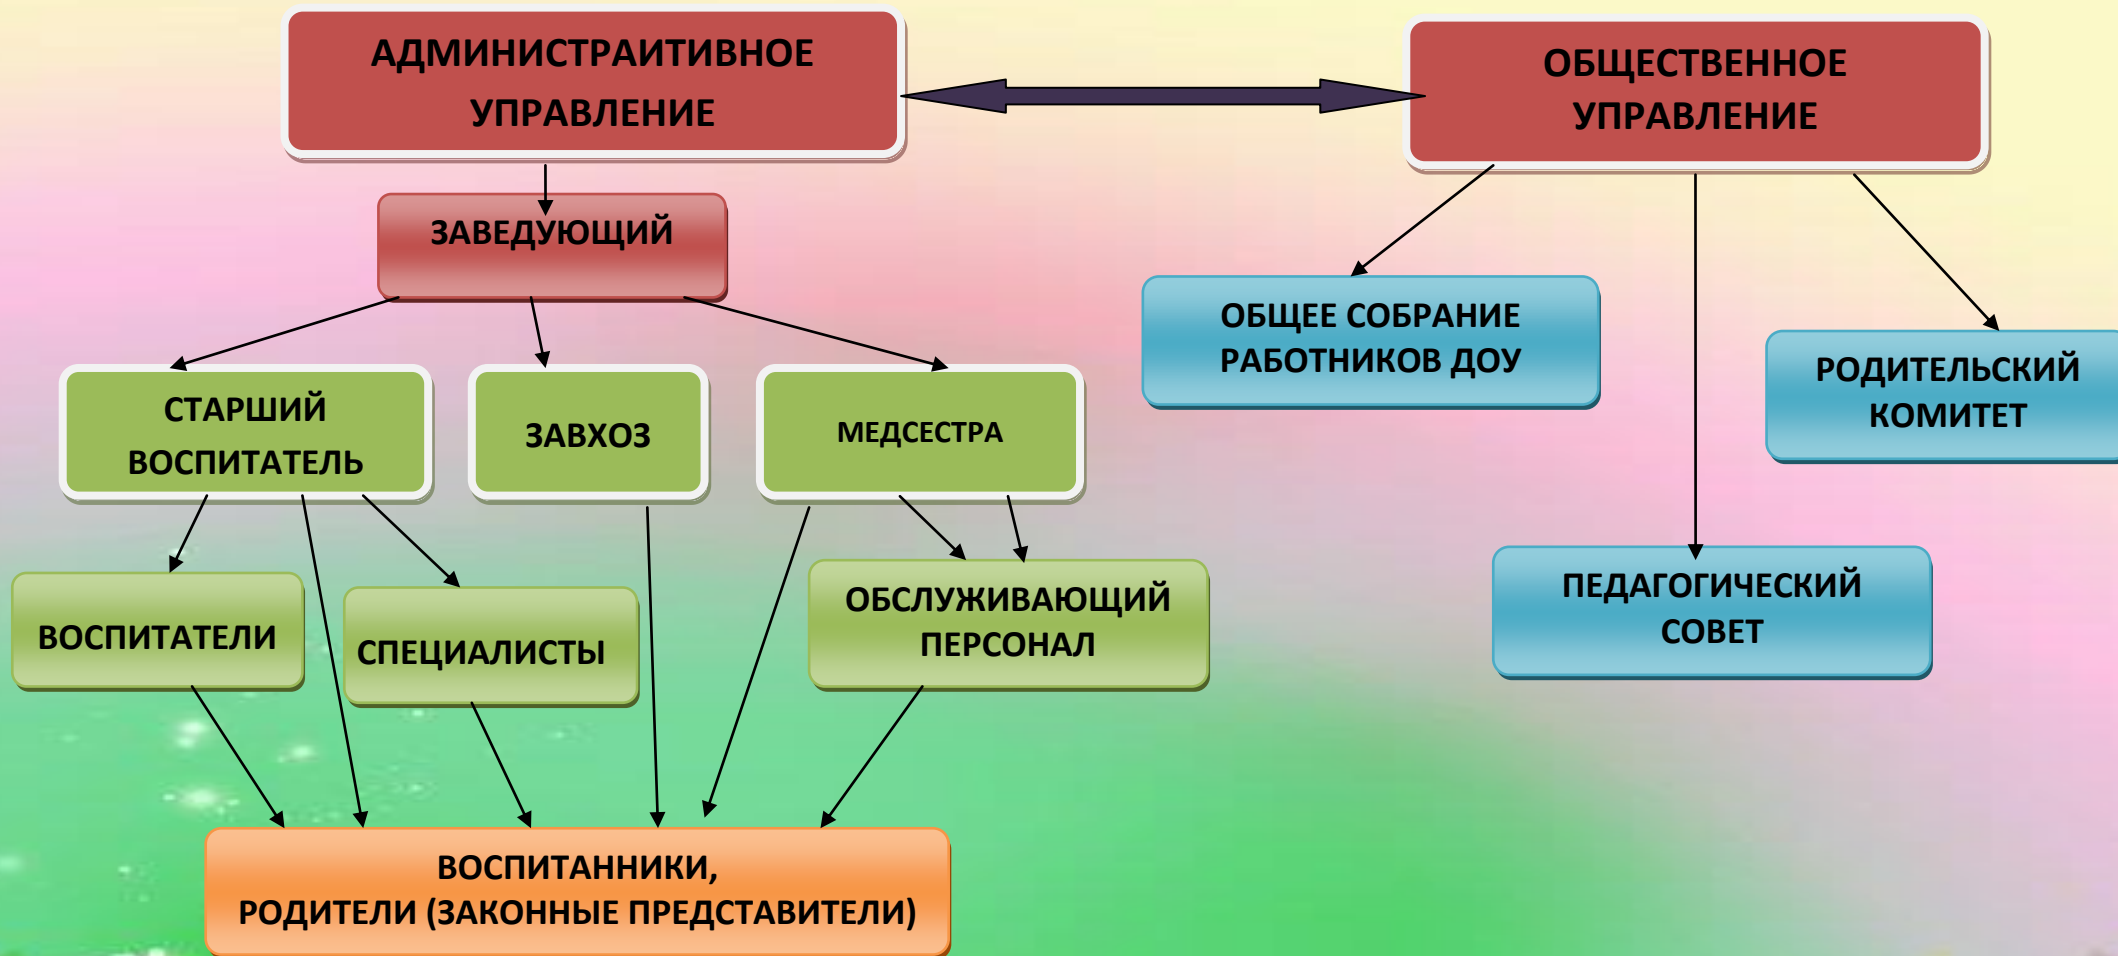 АДМИНИСТРАИТИВНОЕ
УПРАВЛЕНИЕ
ОБЩЕСТВЕННОЕ
УПРАВЛЕНИЕ
ЗАВЕДУЮЩИЙ
ОБЩЕЕ СОБРАНИЕ
РАБОТНИКОВ ДОУ
РОДИТЕЛЬСКИЙ
КОМИТЕТ
СТАРШИЙ
ВОСПИТАТЕЛЬ
ЗАВХОЗ
МЕДСЕСТРА
ВОСПИТАТЕЛИ
СПЕЦИАЛИСТЫ
ОБСЛУЖИВАЮЩИЙ
ПЕРСОНАЛ
ПЕДАГОГИЧЕСКИЙ
СОВЕТ
ВОСПИТАННИКИ,
РОДИТЕЛИ (ЗАКОННЫЕ ПРЕДСТАВИТЕЛИ)